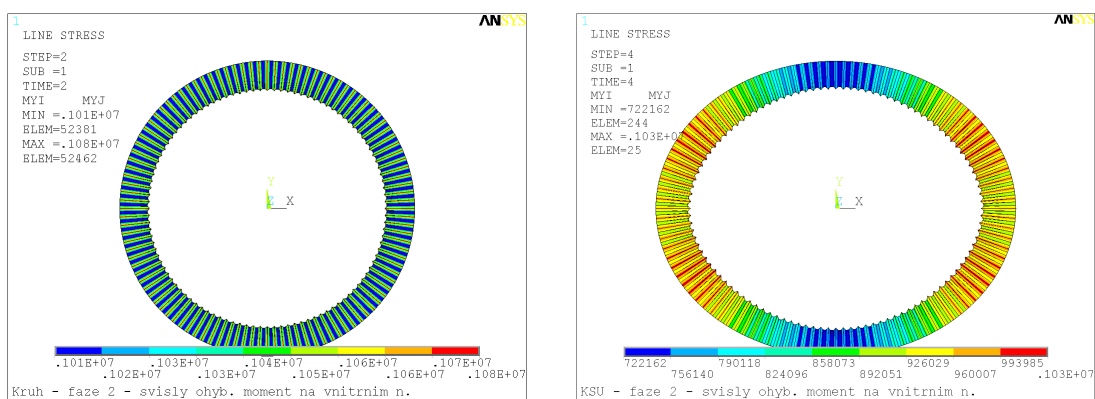 1
ANSYS
LINE STRESS
STEP=2
SUB =1
TIME=2
MYI MYJ
MIN =.101E+07
ELEM=52381
MAX =.108E+07
ELEM=52462
Y
Z X
.101E+07 .103E+07 .104E+07 .106E+07 .107E+07
.102E+07 .103E+07 .105E+07 .106E+07 .108E+07
Kruh - faze 2 - svisly ohyb. moment na vnitrnim n.
1
ANSYS
LINE STRESS
STEP=4
SUB =1
TIME=4
MYI MYJ
MIN =722162
ELEM=244
MAX =.103E+07
ELEM=25
Y
Z X
722162 790118 858073 926029 993985
756140 824096 892051 960007 .103E+07
KSU - faze 2 - svisly ohyb. moment na vnitrnim n.